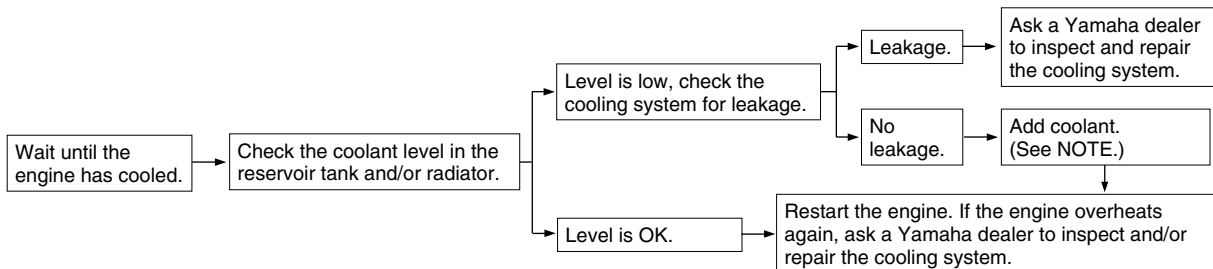 Wait until the
engine has cooled.
Check the coolant level in the
reservoir tank and/or radiator.
Level is low, check the
cooling system for leakage.
Leakage.
Ask a Yamaha dealer
to inspect and repair
the cooling system.
No
leakage.
Add coolant.
(See NOTE.)
Level is OK.
Restart the engine. If the engine overheats
again, ask a Yamaha dealer to inspect and/or
repair the cooling system.